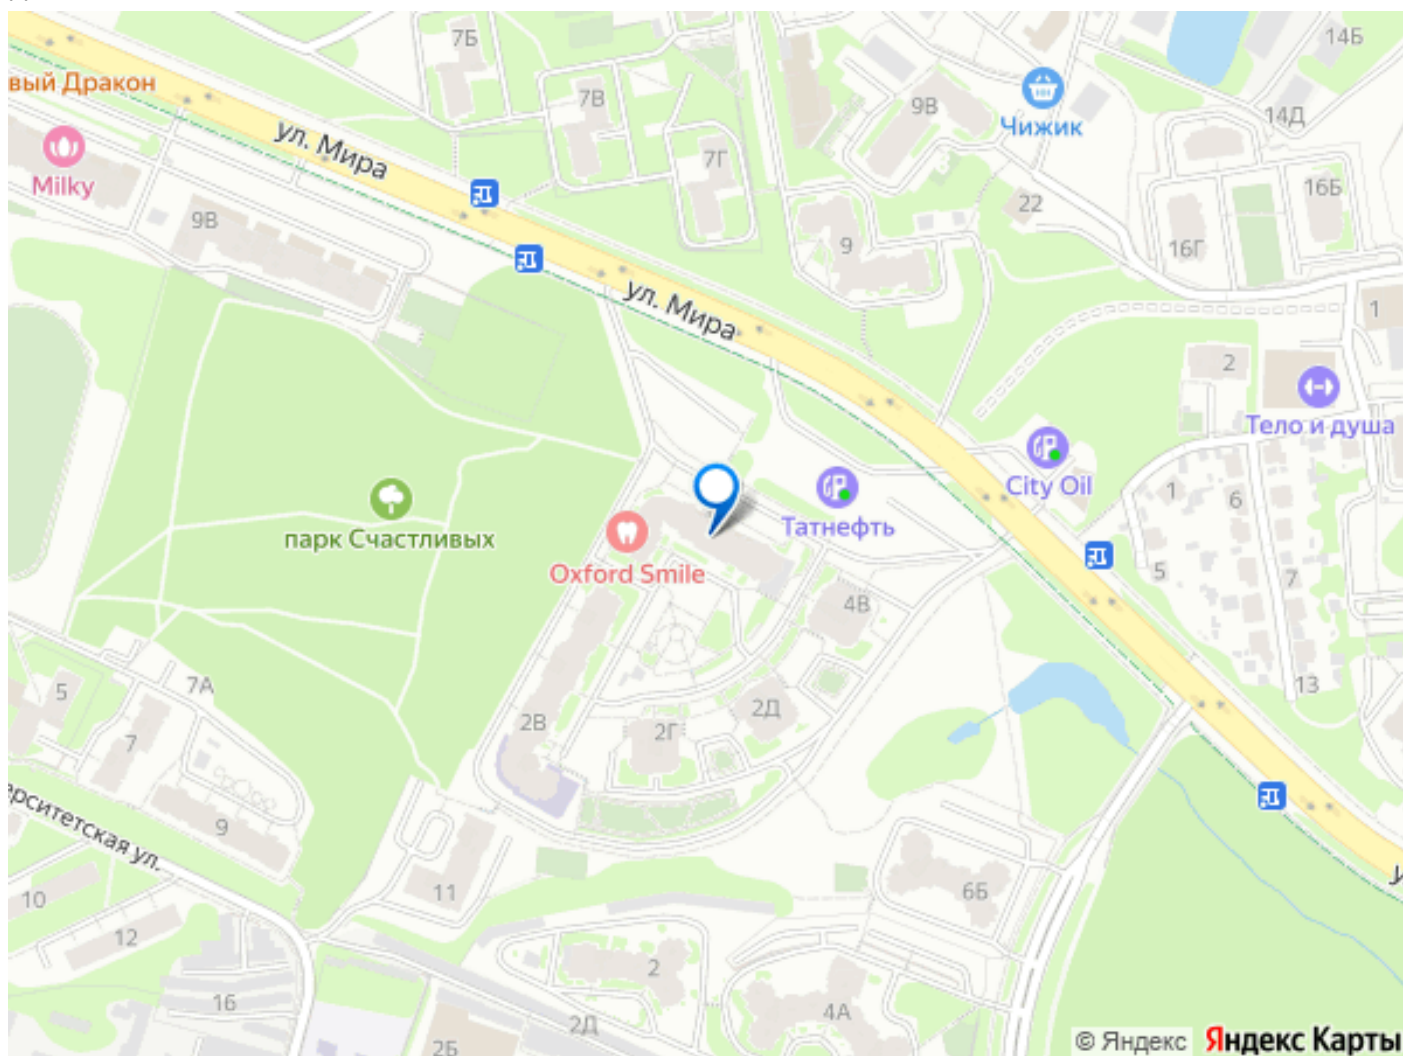 7Б
14Б
вый Дракон
7В
9В
Чижик
14Д
ул. Мира
Milky
7Г
16Б
9В
22
9
16Г
ул. Мира
1
2
Тело и душа
City Oil
1
6
парк Счастливых
Татнефть
Oxford Smile
5
7
4В
5
7А
13
7
2В
2Г
2Д
9
ерситетская ул.
11
6Б
10
12
2
16
2Д
4А
2Б
у
© Яндекс Яндекс Карты